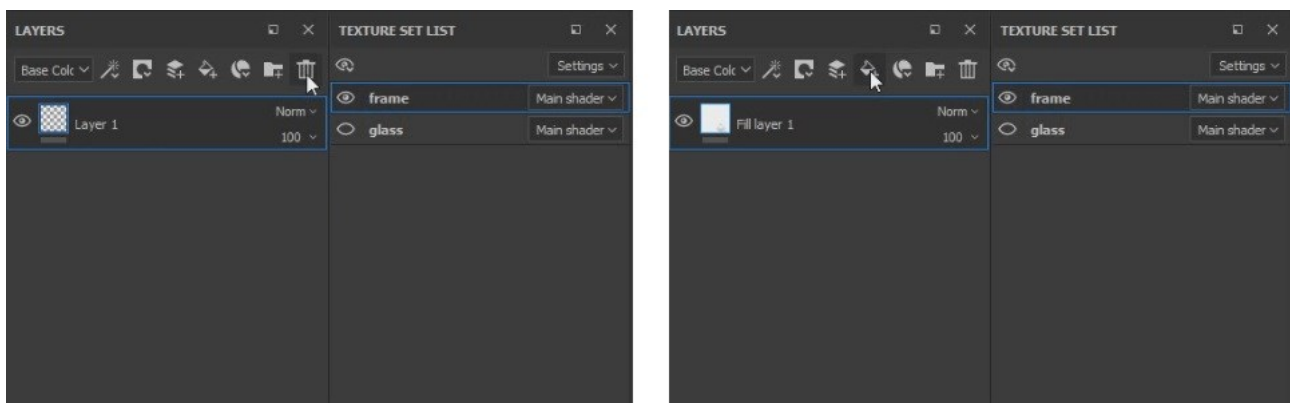 LAYERS
TEXTURE SET LIST
Base Colc
Settings
Layer 1
Norm
100
frame
Main shader
glass
Main shader
LAYERS
TEXTURE SET LIST
Base Colc
Settings
Fill layer 1
Norm
100
frame
Main shader
glass
Main shader